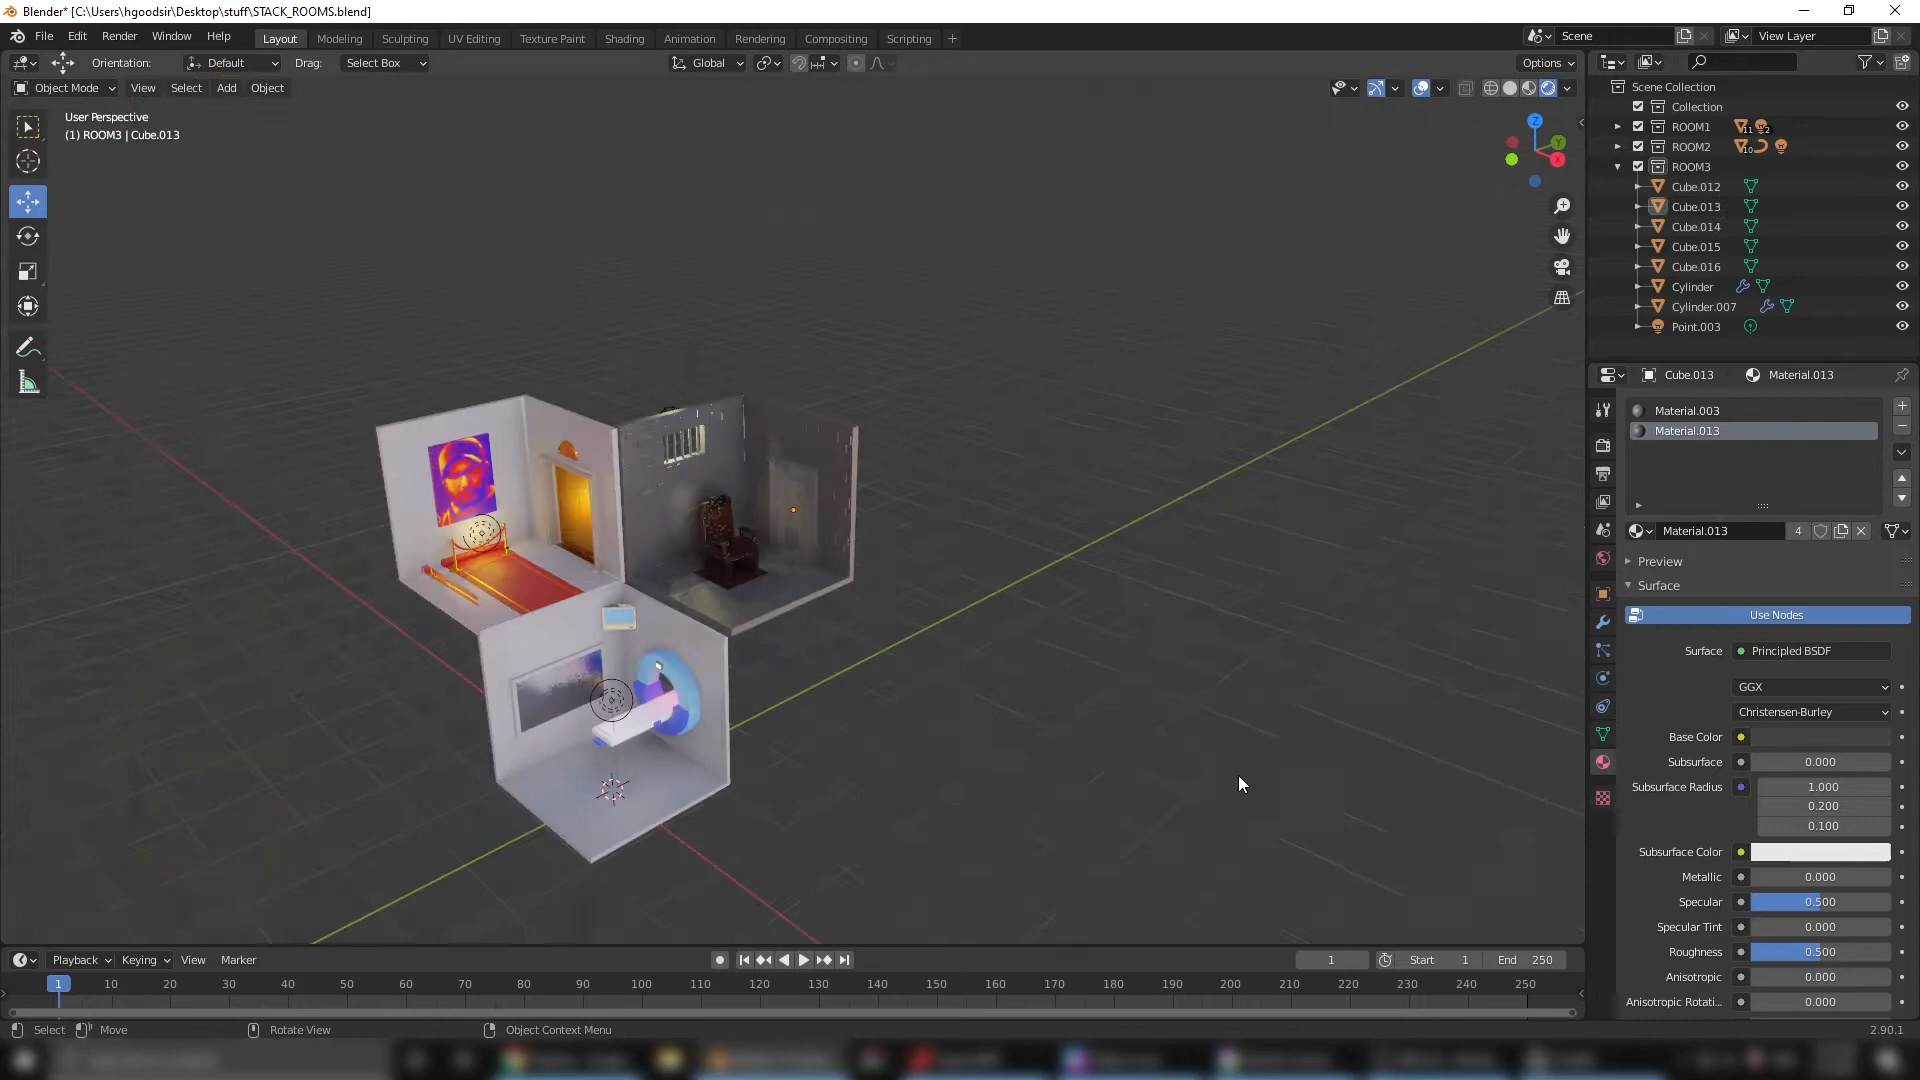 Blender* [C:\Users\hgoodsir\Desktop\stuff\STACK_ROOMS.blend]
File Edit Render Window Help Layout Modeling Sculpting UV Editing Texture Paint Shading Animation Rendering Compositing Scripting + Scene View Layer
Orientation: Default Drag: Select Box Global Options
Object Mode View Select Add Object
User Perspective
(1) ROOM3 | Cube.013
Z
Y
X
Scene Collection
Collection
ROOM1 11 2
ROOM2 10
ROOM3
Cube.012
Cube.013
Cube.014
Cube.015
Cube.016
Cylinder
Cylinder.007
Point.003
Cube.013 Material.013
Material.003
Material.013
Material.013 4
Preview
Surface
Use Nodes
Surface Principled BSDF
GGX
Christensen-Burley
Base Color
Subsurface 0.000
Subsurface Radius 1.000
0.200
0.100
Subsurface Color
Metallic 0.000
Specular 0.500
Specular Tint 0.000
Roughness 0.500
Anisotropic 0.000
Anisotropic Rotati... 0.000
Playback Keying View Marker 1 Start 1 End 250
1 10 20 30 40 50 60 70 80 90 100 110 120 130 140 150 160 170 180 190 200 210 220 230 240 250
Select Move Rotate View Object Context Menu 2.90.1